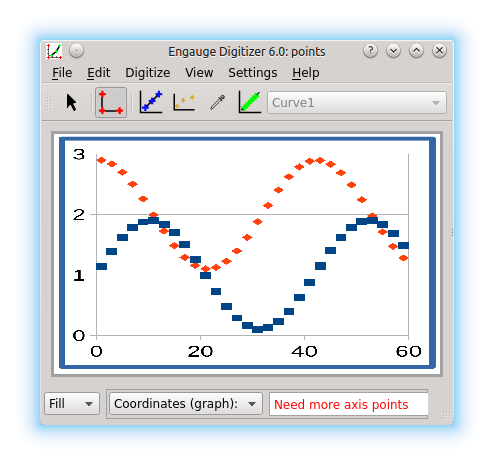 Engauge Digitizer 6.0: points
File Edit Digitize View Settings Help
Curve1
3
2
1
0
0 20 40 60
Fill Coordinates (graph): Need more axis points